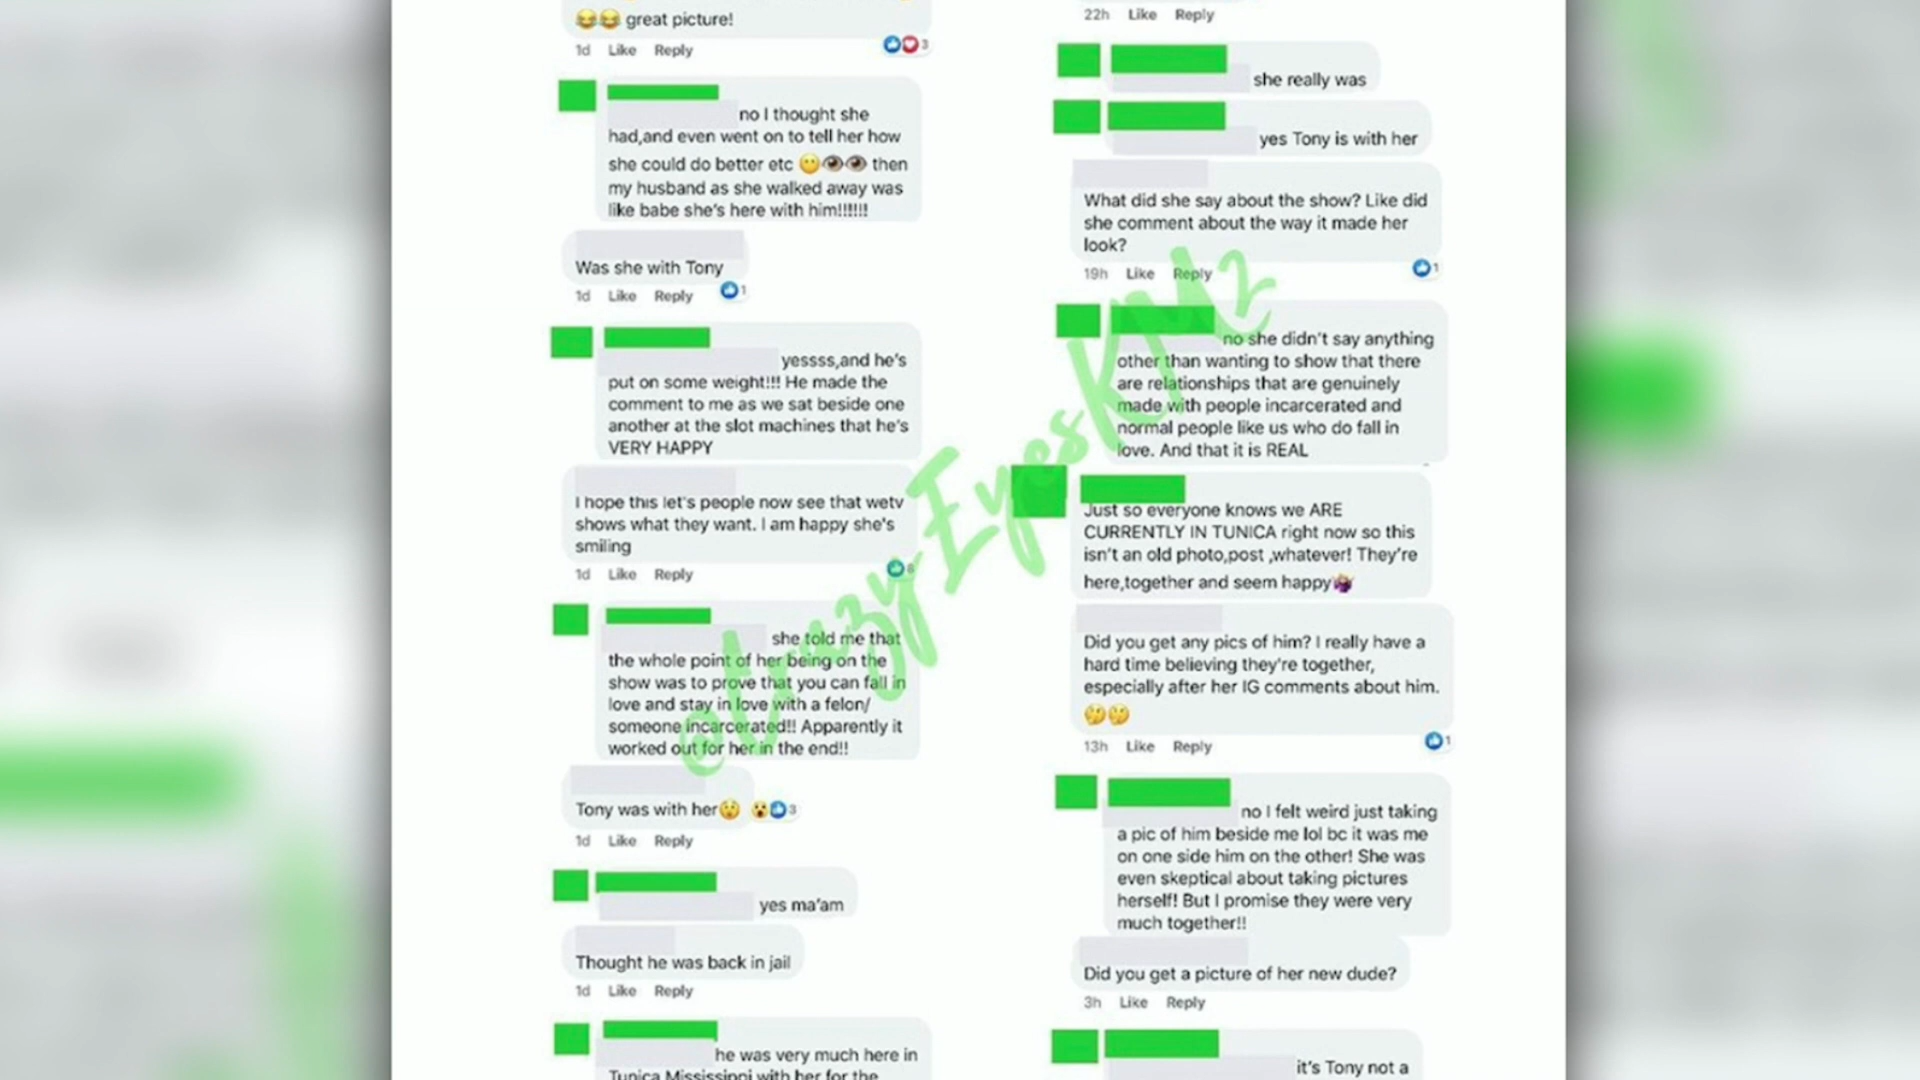 great picture!
1d Like Reply
3
no I thought she
had,and even went on to tell her how
she could do better etc 😶👁👁 then
my husband as she walked away was
like babe she's here with him!!!!!!
Was she with Tony
1d Like Reply
1
yessss,and he's
put on some weight!!! He made the
comment to me as we sat beside one
another at the slot machines that he's
VERY HAPPY
I hope this let's people now see that wetv
shows what they want. I am happy she's
smiling
1d Like Reply
8
she told me that
the whole point of her being on the
show was to prove that you can fall in
love and stay in love with a felon/
someone incarcerated!! Apparently it
worked out for her in the end!!
Tony was with her😲
3
1d Like Reply
yes ma'am
Thought he was back in jail
1d Like Reply
he was very much here in
Tunica Mississippi with her for the
22h Like Reply
she really was
yes Tony is with her
What did she say about the show? Like did
she comment about the way it made her
look?
19h Like Reply
1
no she didn't say anything
other than wanting to show that there
are relationships that are genuinely
made with people incarcerated and
normal people like us who do fall in
love. And that it is REAL
Just so everyone knows we ARE
CURRENTLY IN TUNICA right now so this
isn't an old photo,post ,whatever! They're
here,together and seem happy🤷
Did you get any pics of him? I really have a
hard time believing they're together,
especially after her IG comments about him.
🤔🤔
13h Like Reply
1
no I felt weird just taking
a pic of him beside me lol bc it was me
on one side him on the other! She was
even skeptical about taking pictures
herself! But I promise they were very
much together!!
Did you get a picture of her new dude?
3h Like Reply
it's Tony not a